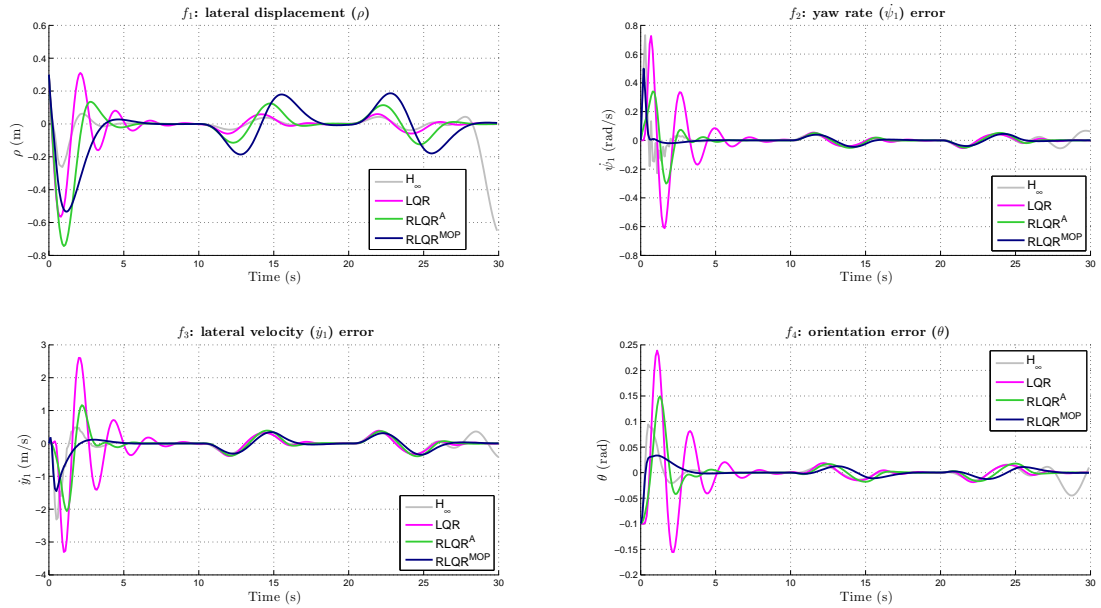 f₁: lateral displacement (ρ)
0.6
0.4
0.2
0
−0.2
−0.4
−0.6
−0.8
ρ (m)
0 5 10 15 20 25 30
Time (s)
H∞
LQR
RLQR^A
RLQR^MOP
f₂: yaw rate (ψ̇₁) error
0.8
0.6
0.4
0.2
0
−0.2
−0.4
−0.6
−0.8
ψ̇₁ (rad/s)
0 5 10 15 20 25 30
Time (s)
H∞
LQR
RLQR^A
RLQR^MOP
f₃: lateral velocity (ẏ₁) error
3
2
1
0
−1
−2
−3
−4
ẏ₁ (m/s)
0 5 10 15 20 25 30
Time (s)
H∞
LQR
RLQR^A
RLQR^MOP
f₄: orientation error (θ)
0.25
0.2
0.15
0.1
0.05
0
−0.05
−0.1
−0.15
−0.2
θ (rad)
0 5 10 15 20 25 30
Time (s)
H∞
LQR
RLQR^A
RLQR^MOP